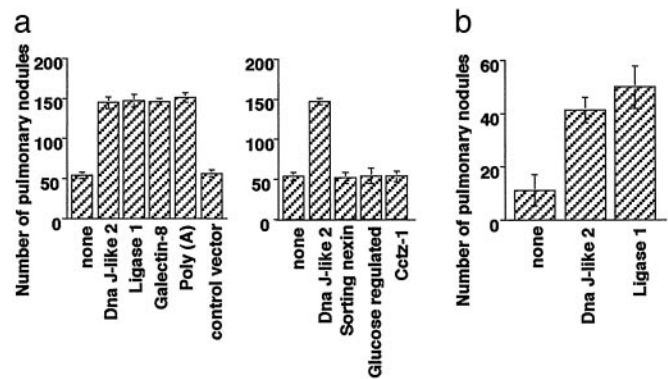 a
Number of pulmonary nodules
200
150
100
50
0
none
Dna J-like 2
Ligase 1
Galectin-8
Poly (A)
control vector
200
150
100
50
0
none
Dna J-like 2
Sorting nexin
Glucose regulated
Cctz-1
b
Number of pulmonary nodules
60
40
20
0
none
Dna J-like 2
Ligase 1